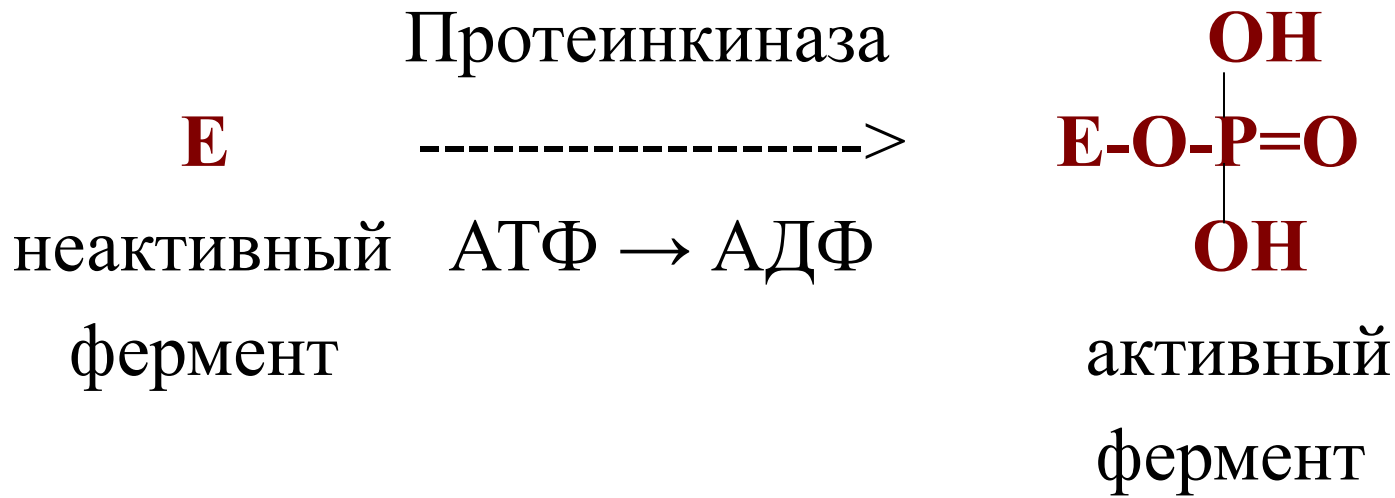 Протеинкиназа OH
E ------------------> E-O-P=O
неактивный АТФ → АДФ OH
фермент активный
фермент